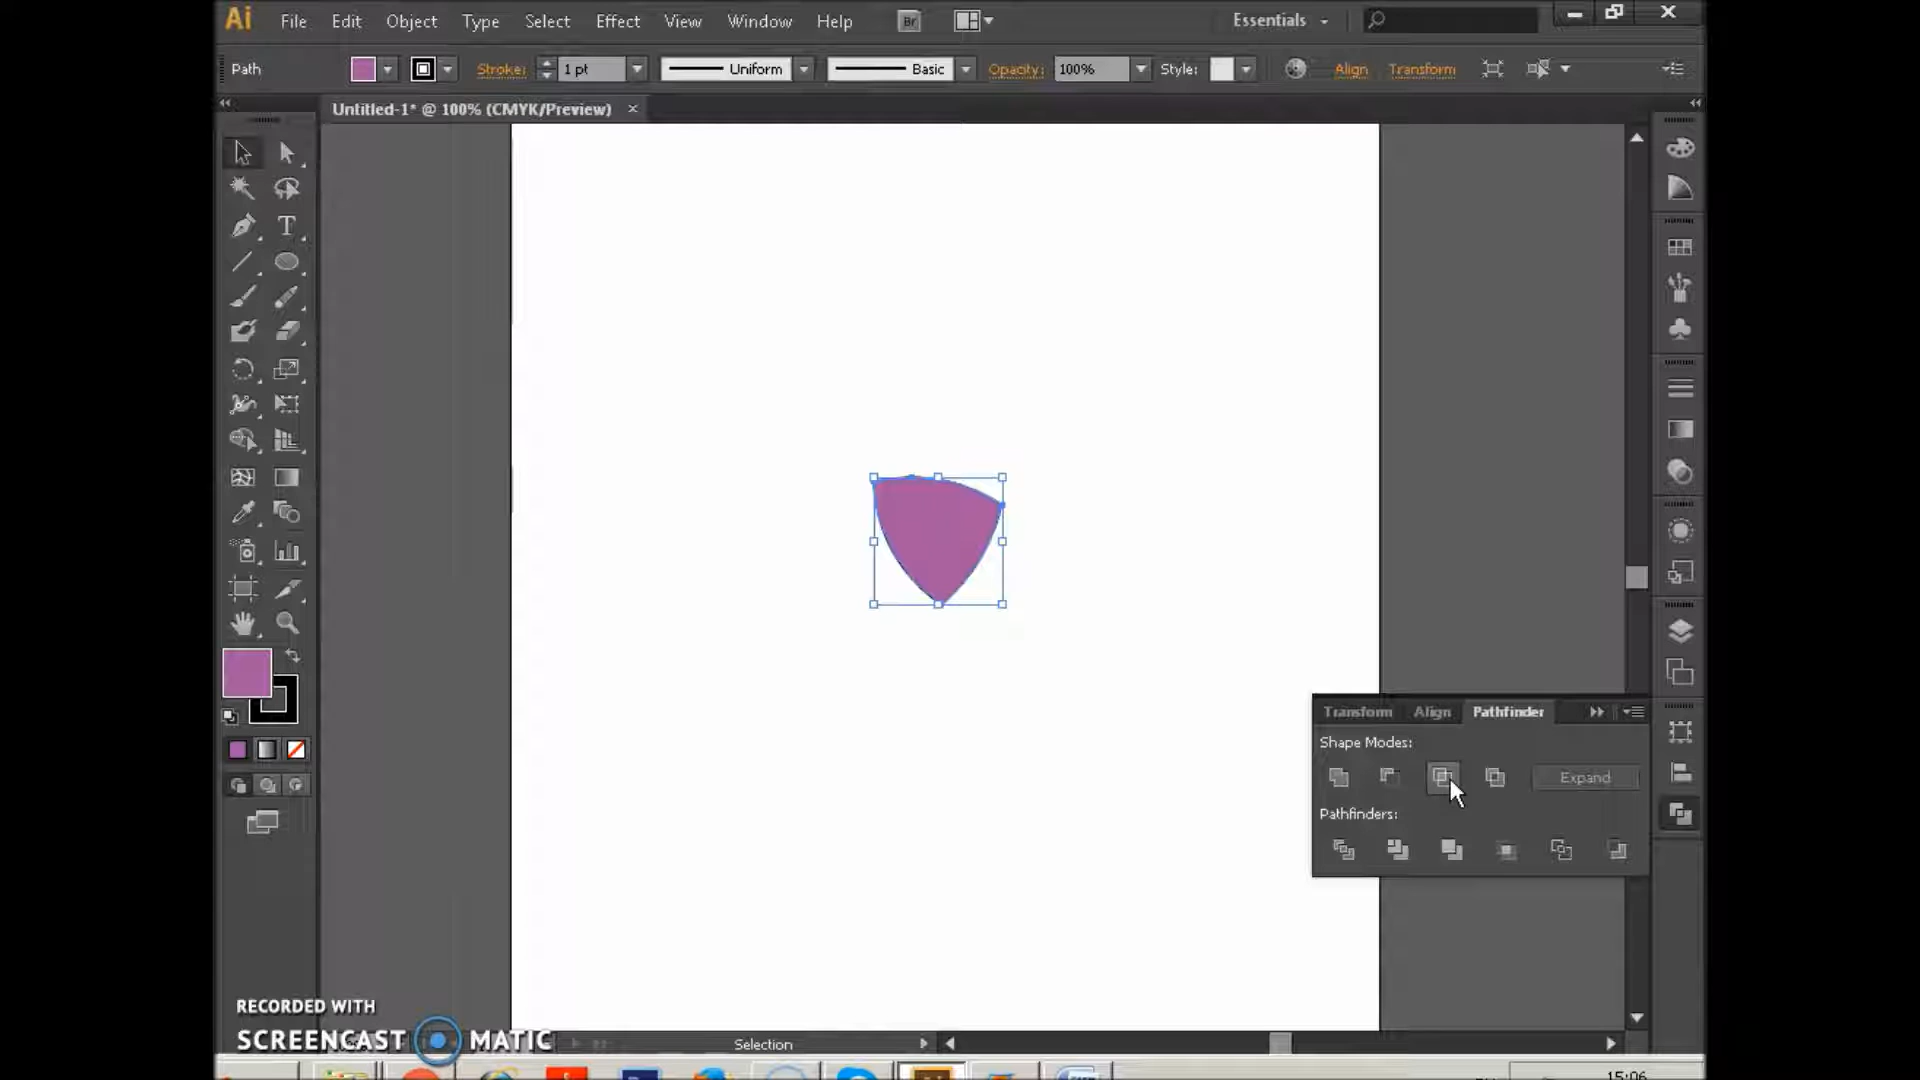 Ai File Edit Object Type Select Effect View Window Help Br Essentials
Path Stroke: 1 pt Uniform Basic Opacity: 100% Style: Align Transform
Untitled-1* @ 100% (CMYK/Preview)
T
Transform Align Pathfinder
Shape Modes:
Expand
Pathfinders:
RECORDED WITH
SCREENCAST MATIC
Selection
15:06